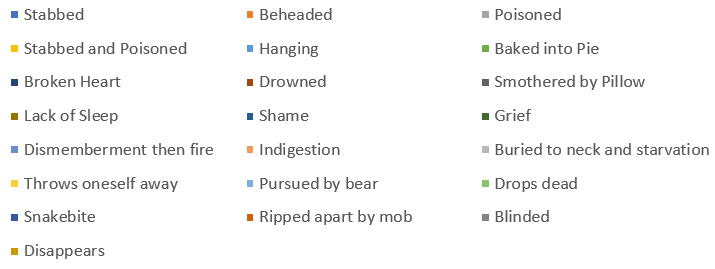 Stabbed Beheaded Poisoned
Stabbed and Poisoned Hanging Baked into Pie
Broken Heart Drowned Smothered by Pillow
Lack of Sleep Shame Grief
Dismemberment then fire Indigestion Buried to neck and starvation
Throws oneself away Pursued by bear Drops dead
Snakebite Ripped apart by mob Blinded
Disappears